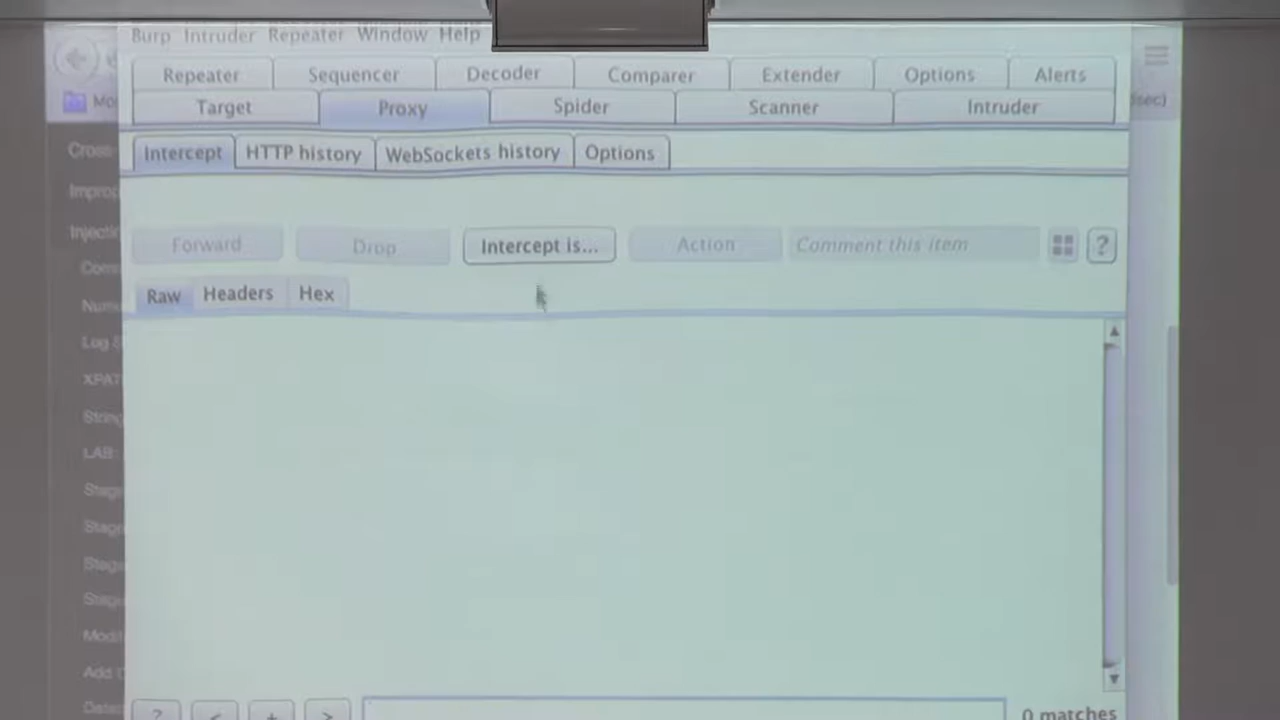 Burp Intruder Repeater Window Help
Repeater Sequencer Decoder Comparer Extender Options Alerts
Target Proxy Spider Scanner Intruder
Intercept HTTP history WebSockets history Options
Forward Drop Intercept is... Action Comment this item ?
Raw Headers Hex
LAB:
? < + > 0 matches